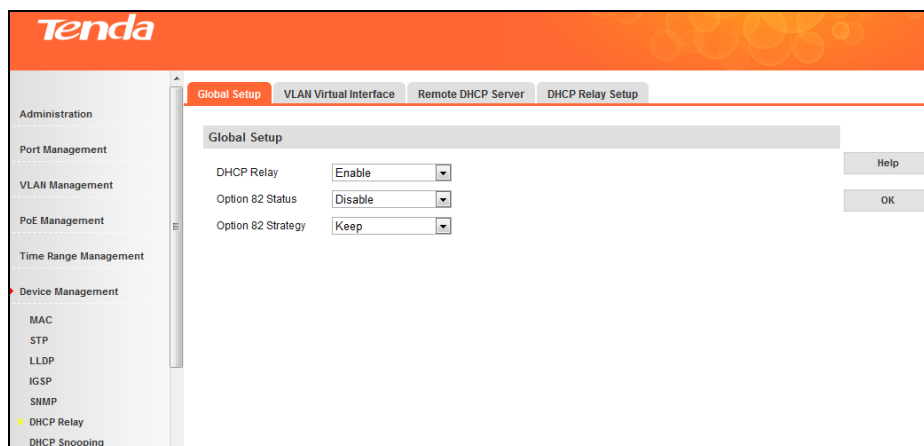 Tenda
Global Setup VLAN Virtual Interface Remote DHCP Server DHCP Relay Setup
Administration
Port Management
VLAN Management
PoE Management
Time Range Management
Device Management
MAC
STP
LLDP
IGSP
SNMP
DHCP Relay
DHCP Snooping
Global Setup
DHCP Relay Enable
Option 82 Status Disable
Option 82 Strategy Keep
Help
OK